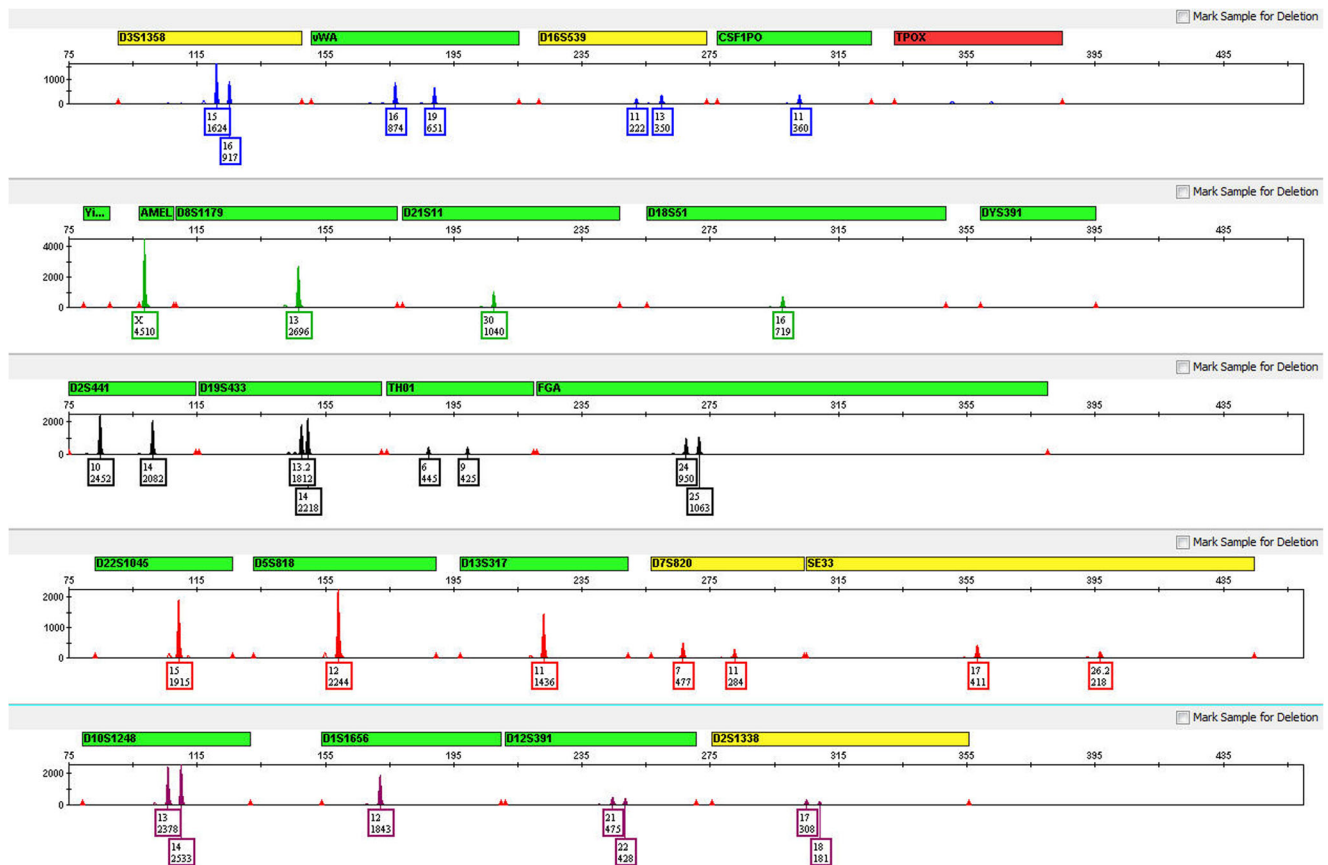 Mark Sample for Deletion
D3S1358 vWA D16S539 CSF1PO TPOX
75 115 155 195 235 275 315 355 395 435
1000
0
15 16 19 11 13 11
1624 874 651 222 350 360
16
917
Mark Sample for Deletion
Yi... AMEL D8S1179 D21S11 D18S51 DYS391
75 115 155 195 235 275 315 355 395 435
4000
2000
0
X 13 30 16
4510 2696 1040 719
Mark Sample for Deletion
D2S441 D19S433 TH01 FGA
75 115 155 195 235 275 315 355 395 435
2000
0
10 14 13.2 6 9 24
2452 2082 1812 445 425 950
14 25
2218 1063
Mark Sample for Deletion
D22S1045 D5S818 D13S317 D7S820 SE33
75 115 155 195 235 275 315 355 395 435
2000
1000
0
15 12 11 7 11 17 26.2
1915 2244 1436 477 284 411 218
Mark Sample for Deletion
D10S1248 D1S1656 D12S391 D2S1338
75 115 155 195 235 275 315 355 395 435
2000
0
13 12 21 17
2378 1843 475 308
14 22 18
2533 428 181